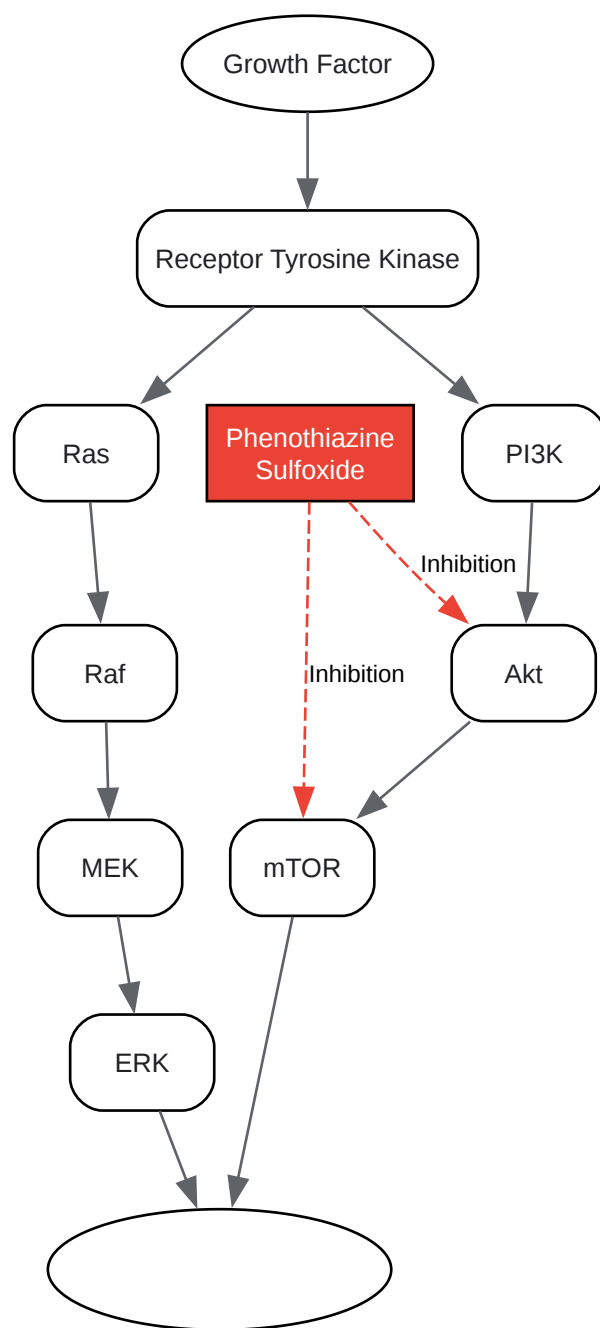 Growth Factor
Receptor Tyrosine Kinase
Ras
Phenothiazine
Sulfoxide
PI3K
Inhibition
Raf
Inhibition
Akt
MEK
mTOR
ERK